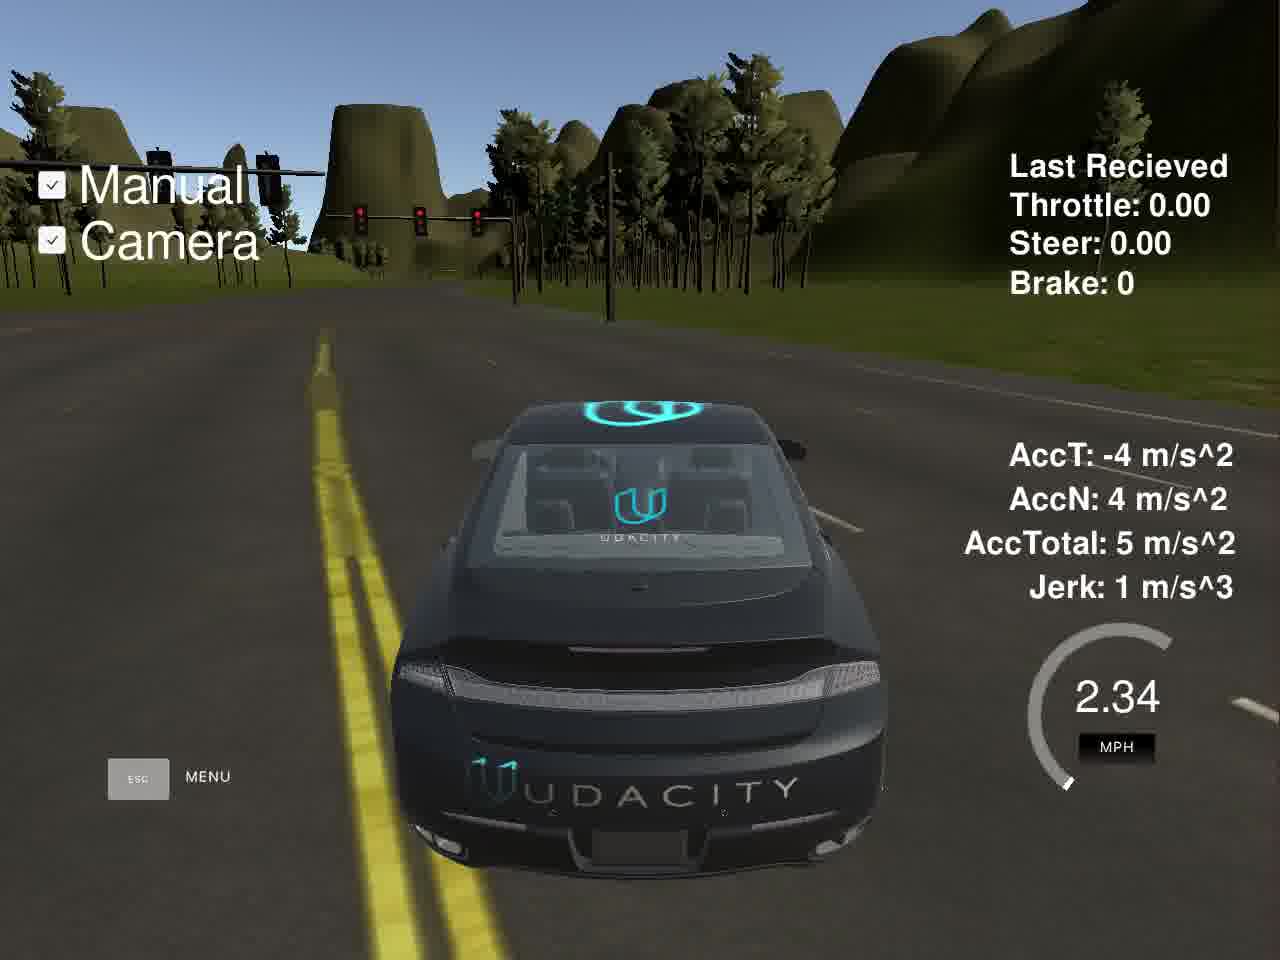 Manual
Camera
Last Recieved
Throttle: 0.00
Steer: 0.00
Brake: 0
AccT: -4 m/s^2
AccN: 4 m/s^2
AccTotal: 5 m/s^2
Jerk: 1 m/s^3
2.34
MPH
ESC
MENU
UDACITY
UDACITY